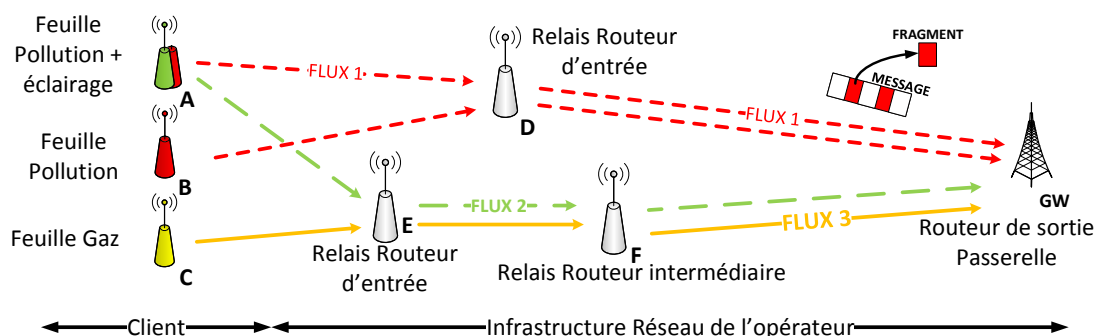 Feuille
Pollution +
éclairage
A
FLUX 1
Relais Routeur
d'entrée
D
FRAGMENT
MESSAGE
FLUX 1
Feuille
Pollution
B
GW
Routeur de sortie
Passerelle
Feuille Gaz
C
E
FLUX 2
Relais Routeur
d'entrée
F
FLUX 3
Relais Routeur intermédiaire
Client
Infrastructure Réseau de l'opérateur